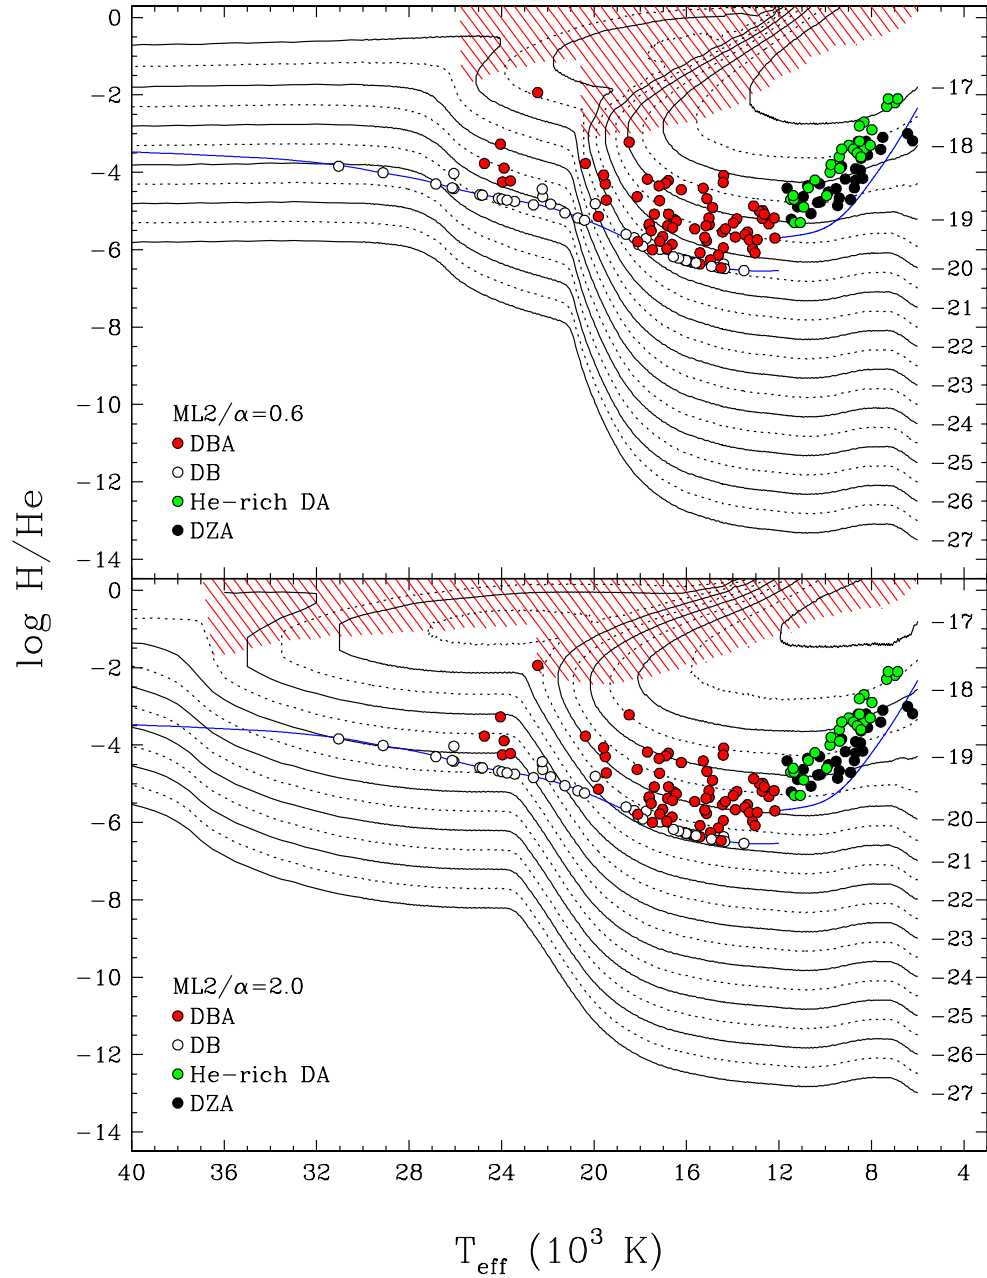 0
−2
−4
−6
−8
−10
−12
−14
−17
−18
−19
−20
−21
−22
−23
−24
−25
−26
−27
ML2/α=0.6
DBA
DB
He−rich DA
DZA
log H/He
0
−2
−4
−6
−8
−10
−12
−14
−17
−18
−19
−20
−21
−22
−23
−24
−25
−26
−27
ML2/α=2.0
DBA
DB
He−rich DA
DZA
40 36 32 28 24 20 16 12 8 4
T_eff (10³ K)